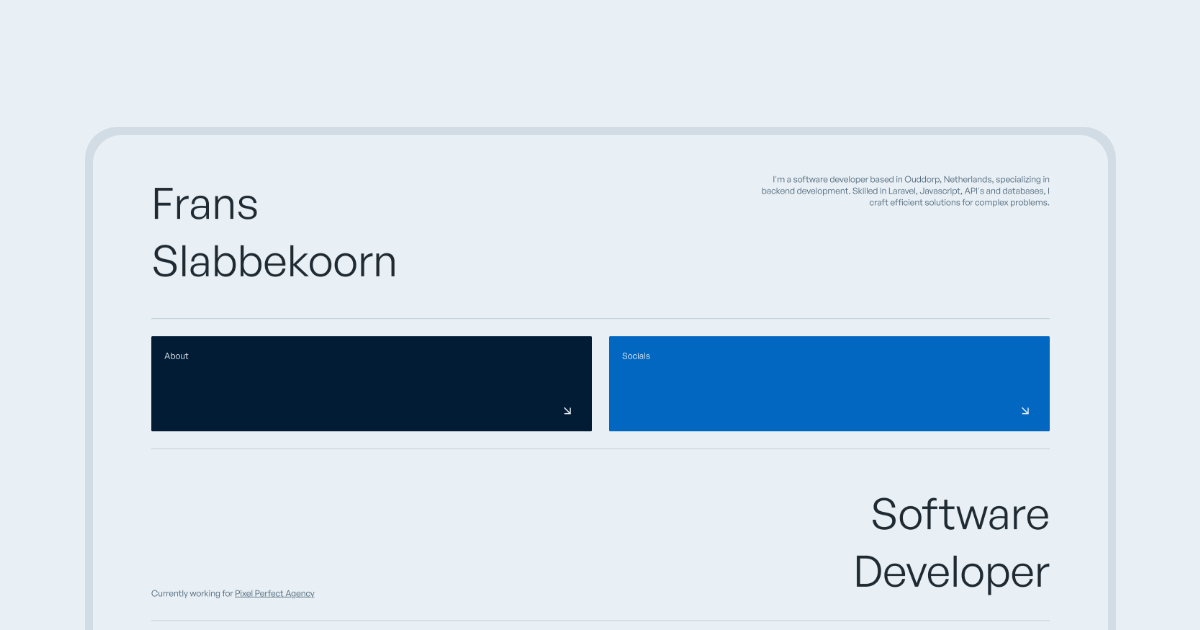 Frans
Slabbekoorn
I'm a software developer based in Ouddorp, Netherlands, specializing in
backend development. Skilled in Laravel, Javascript, API's and databases, I
craft efficient solutions for complex problems.
About
Socials
Software
Developer
Currently working for Pixel Perfect Agency